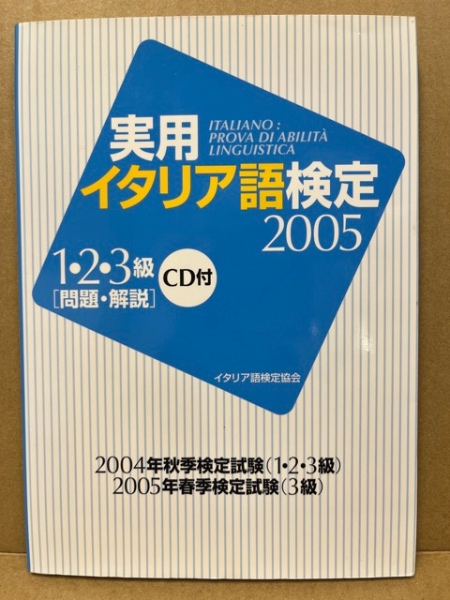 ITALIANO :
PROVA DI ABILITÀ
LINGUISTICA
実用
イタリア語検定
2005
1・2・3級
[問題・解説]
CD付
イタリア語検定協会
2004年秋季検定試験(1・2・3級)
2005年春季検定試験(3級)